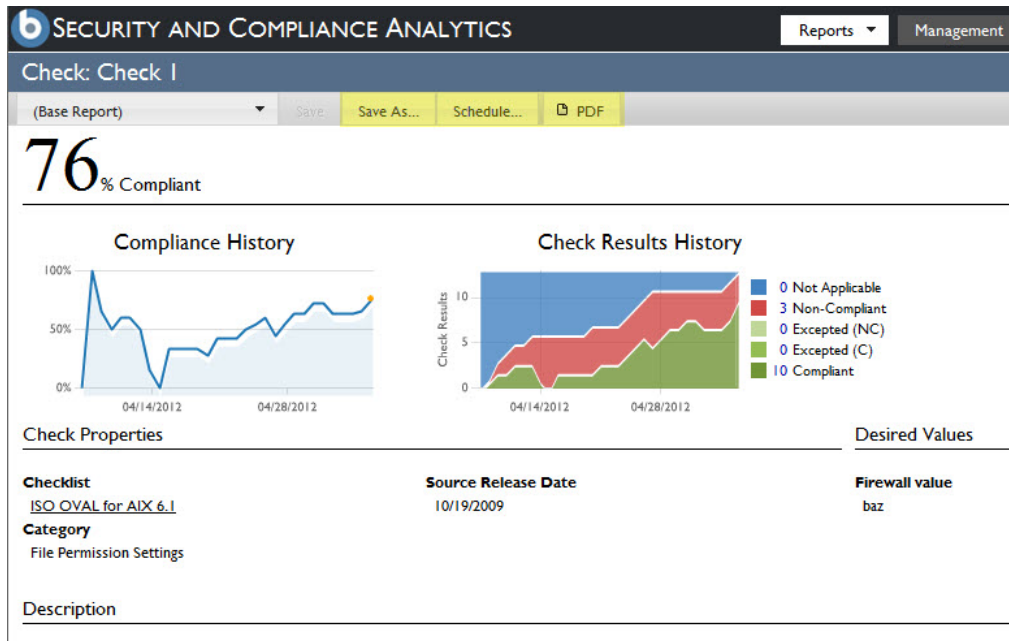 b SECURITY AND COMPLIANCE ANALYTICS Reports Management
Check: Check 1
(Base Report) Save Save As... Schedule... PDF
76% Compliant
Compliance History
100%
50%
0%
04/14/2012 04/28/2012
Check Results History
Check Results
10
5
0
04/14/2012 04/28/2012
0 Not Applicable
3 Non-Compliant
0 Excepted (NC)
0 Excepted (C)
10 Compliant
Check Properties
Desired Values
Checklist
ISO OVAL for AIX 6.1
Category
File Permission Settings
Source Release Date
10/19/2009
Firewall value
baz
Description